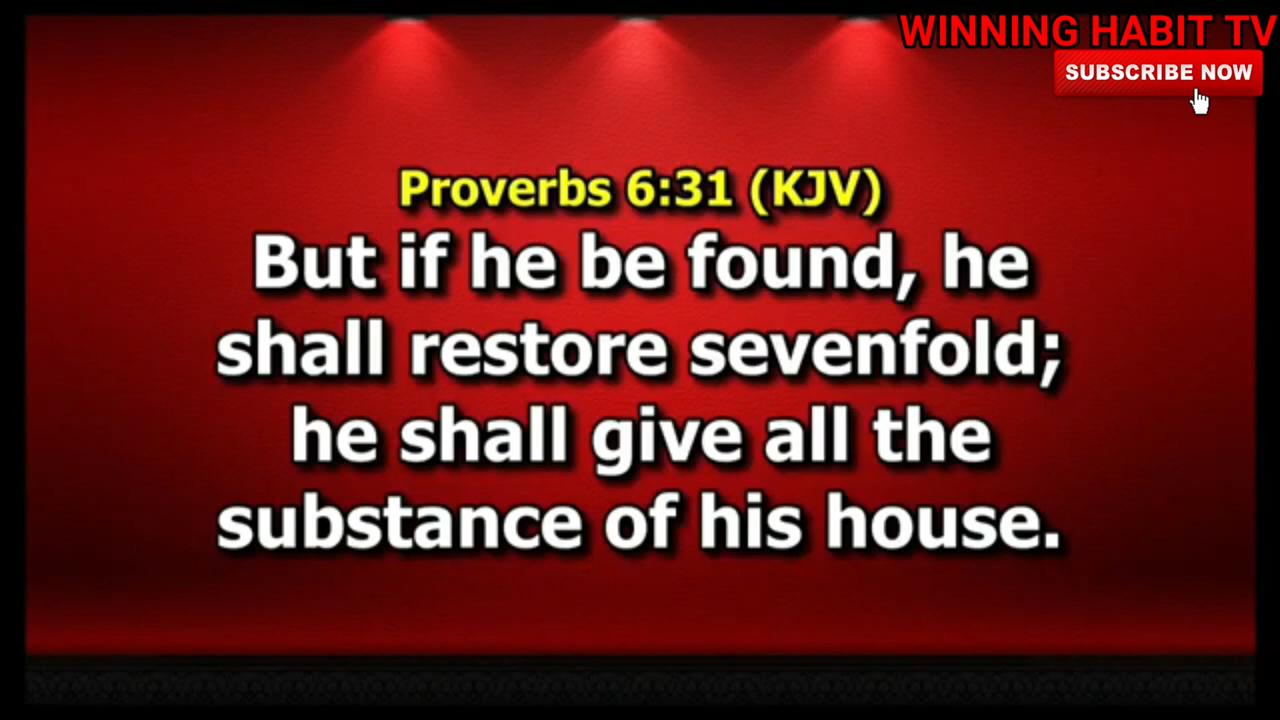 WINNING HABIT TV
SUBSCRIBE NOW
Proverbs 6:31 (KJV)
But if he be found, he
shall restore sevenfold;
he shall give all the
substance of his house.